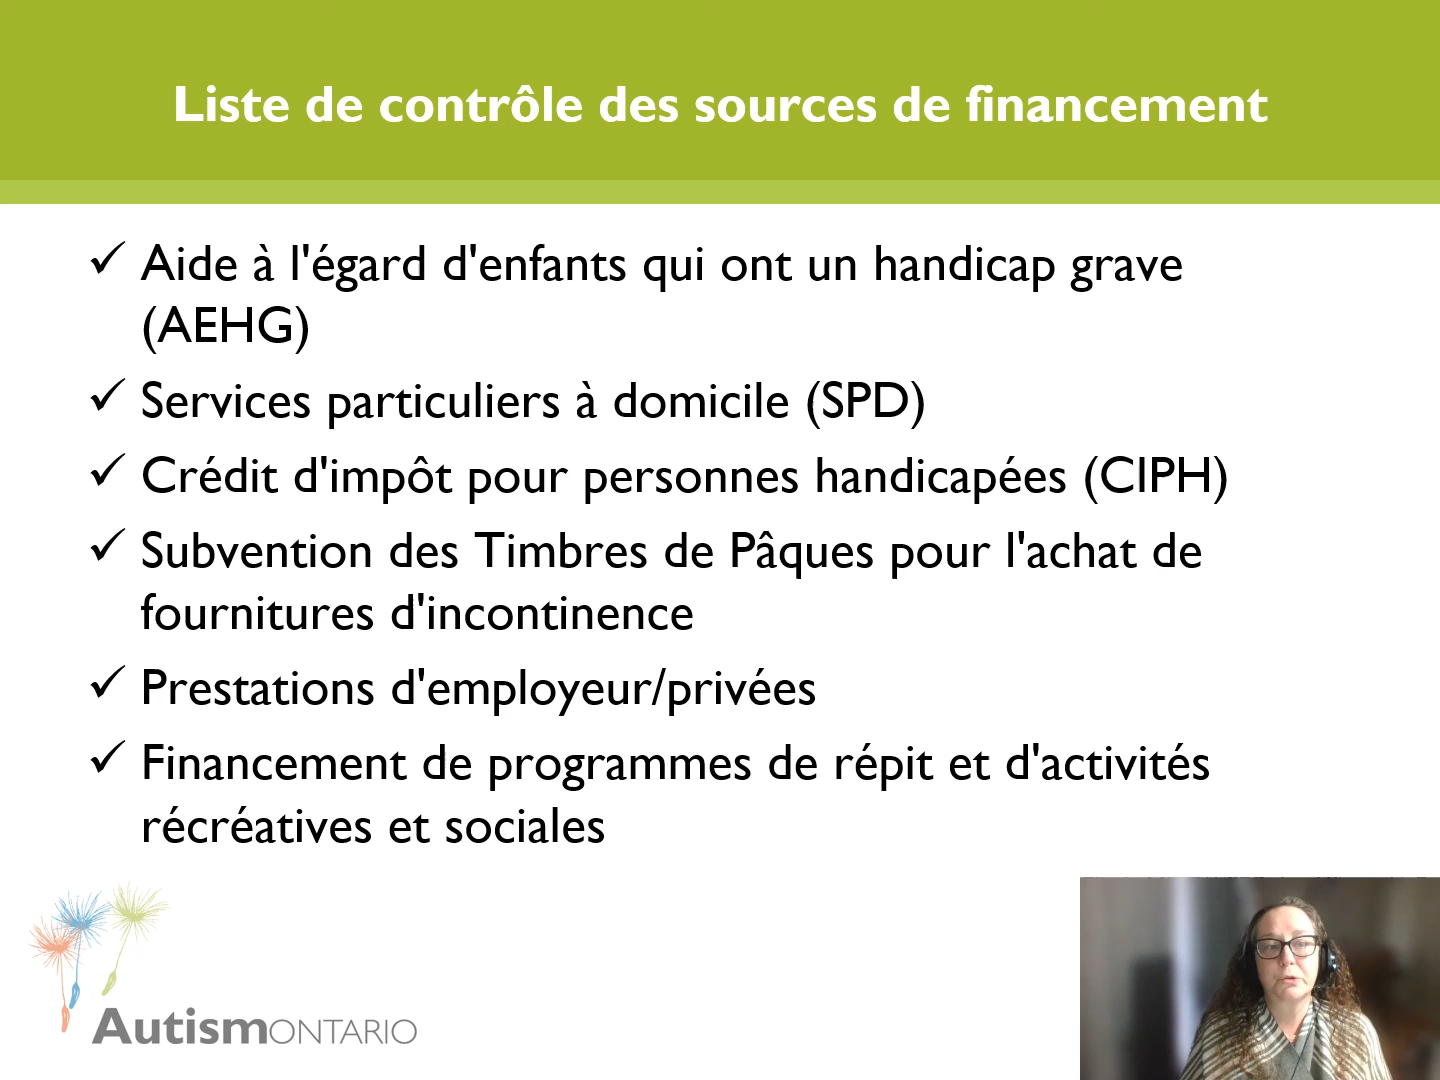 Liste de contrôle des sources de financement
Aide à l'égard d'enfants qui ont un handicap grave
(AEHG)
Services particuliers à domicile (SPD)
Crédit d'impôt pour personnes handicapées (CIPH)
Subvention des Timbres de Pâques pour l'achat de
fournitures d'incontinence
Prestations d'employeur/privées
Financement de programmes de répit et d'activités
récréatives et sociales
AutismONTARIO